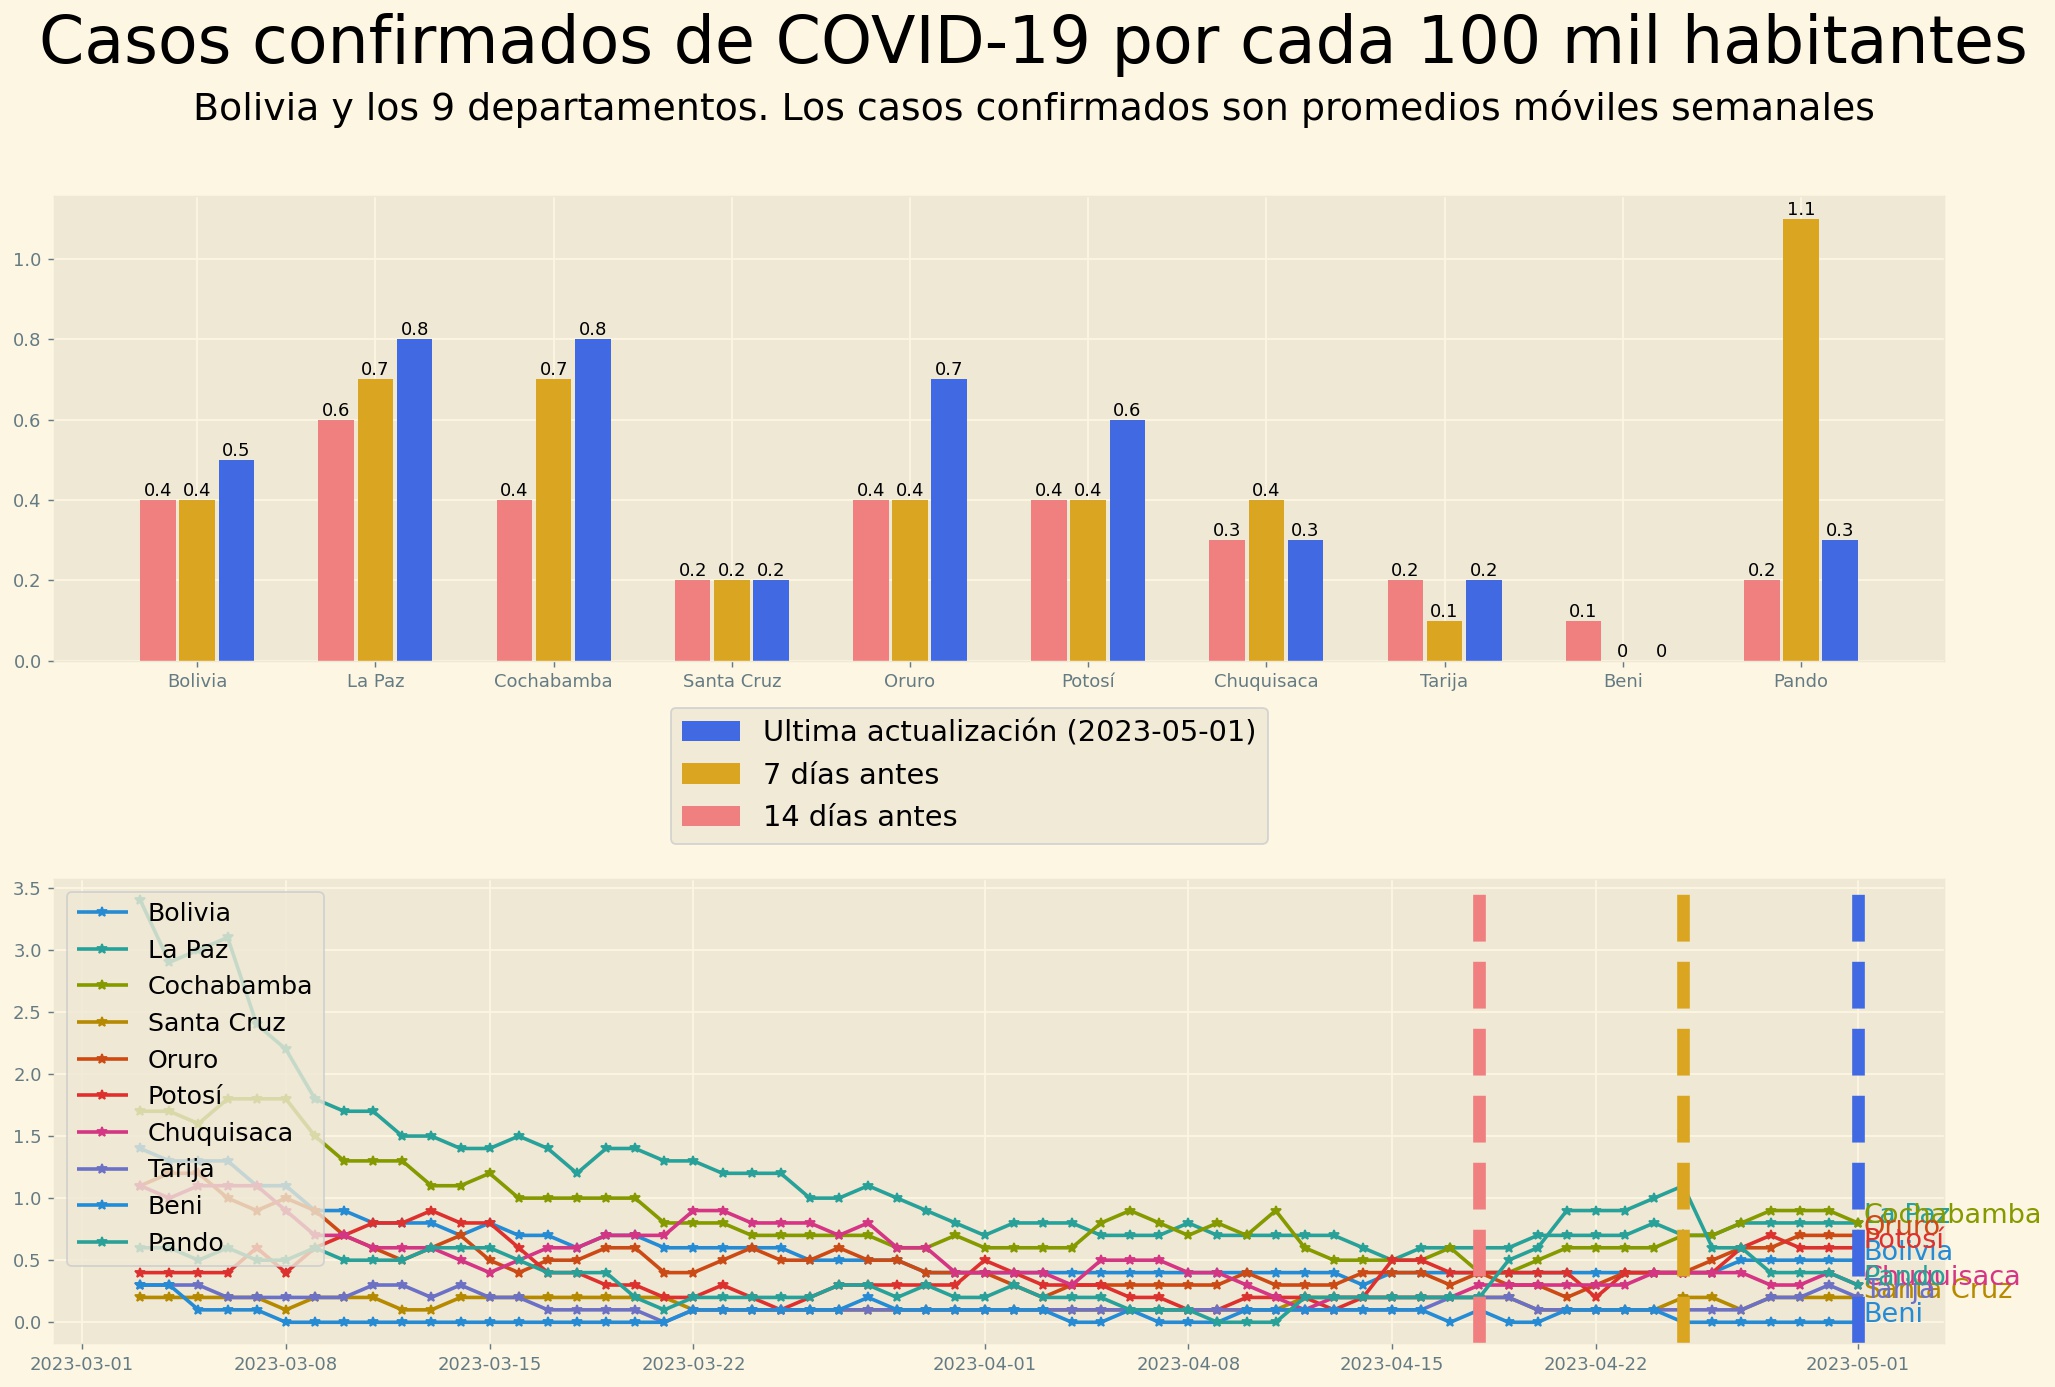 Casos confirmados de COVID-19 por cada 100 mil habitantes
Bolivia y los 9 departamentos. Los casos confirmados son promedios móviles semanales
1.0
0.8
0.6
0.4
0.2
0.0
0.4 0.4 0.5
0.6 0.7 0.8
0.4 0.7 0.8
0.2 0.2 0.2
0.4 0.4 0.7
0.4 0.4 0.6
0.3 0.4 0.3
0.2 0.1 0.2
0.1 0 0
0.2 1.1 0.3
Bolivia La Paz Cochabamba Santa Cruz Oruro Potosí Chuquisaca Tarija Beni Pando
Ultima actualización (2023-05-01)
7 días antes
14 días antes
3.5
3.0
2.5
2.0
1.5
1.0
0.5
0.0
Bolivia
La Paz
Cochabamba
Santa Cruz
Oruro
Potosí
Chuquisaca
Tarija
Beni
Pando
La Paz
Cochabamba
Oruro
Potosí
Bolivia
Pando
Chuquisaca
Tarija
Santa Cruz
Beni
2023-03-01 2023-03-08 2023-03-15 2023-03-22 2023-04-01 2023-04-08 2023-04-15 2023-04-22 2023-05-01